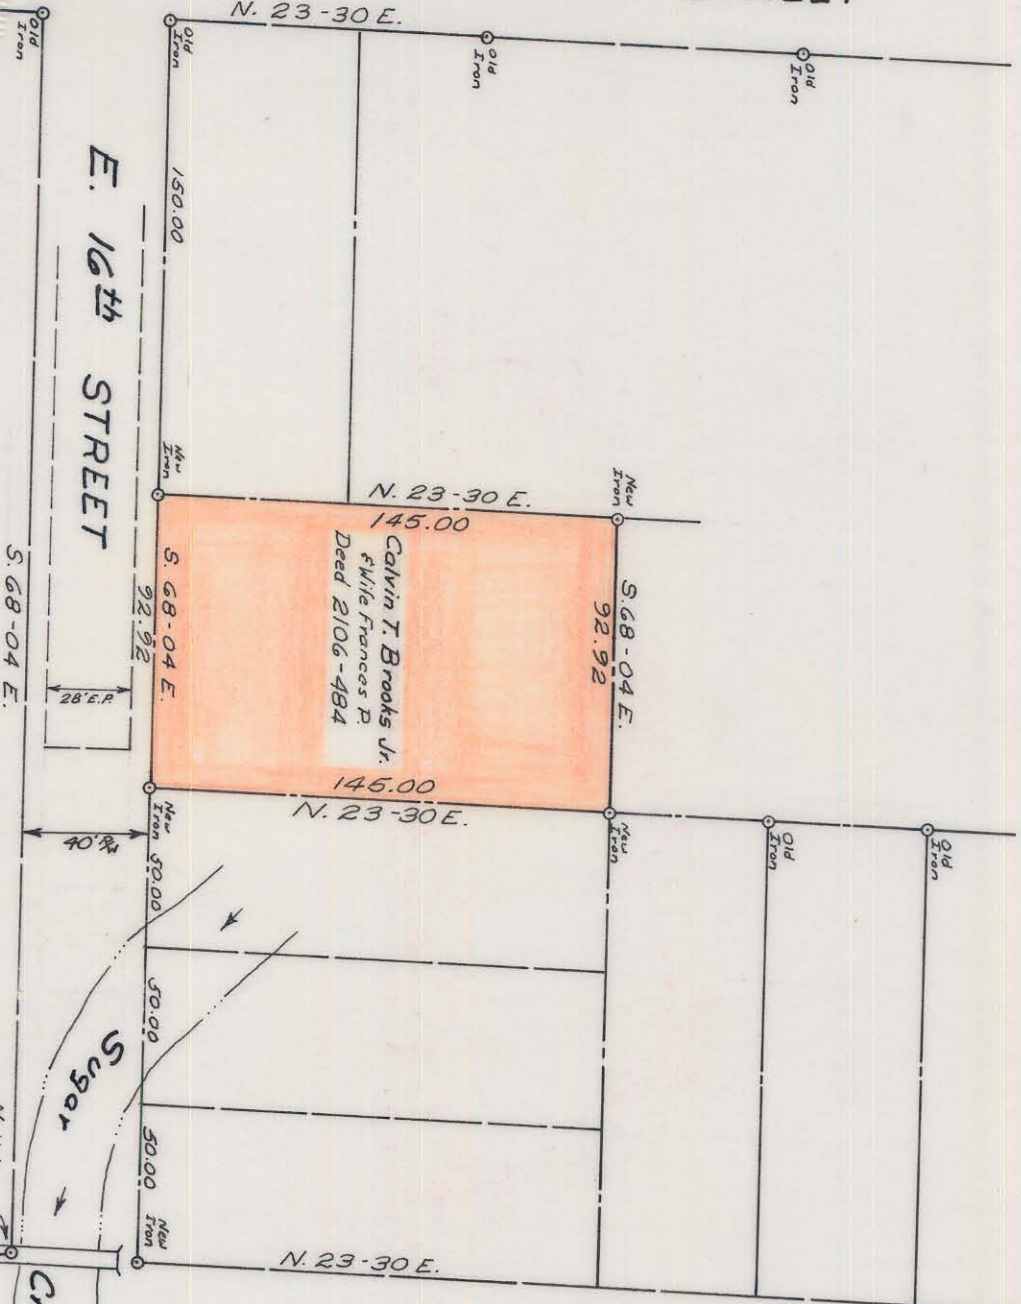 N. 23-30 E.
Old
Iron
Old
Iron
Old
Iron
Old
Iron
150.00
E. 16th STREET
New
Iron
New
Iron
N. 23-30 E.
145.00
S. 68-04 E.
92.92
Calvin T. Brooks Jr.
& Wife Frances P.
Deed 2106-484
S. 68-04 E.
92.92
S. 68-04 E.
28' E.P.
145.00
N. 23-30 E.
New
Iron
New
Iron
Old
Iron
Old
Iron
40' R/W
50.00
50.00
50.00
Sugar
New
Iron
N. 23-30 E.